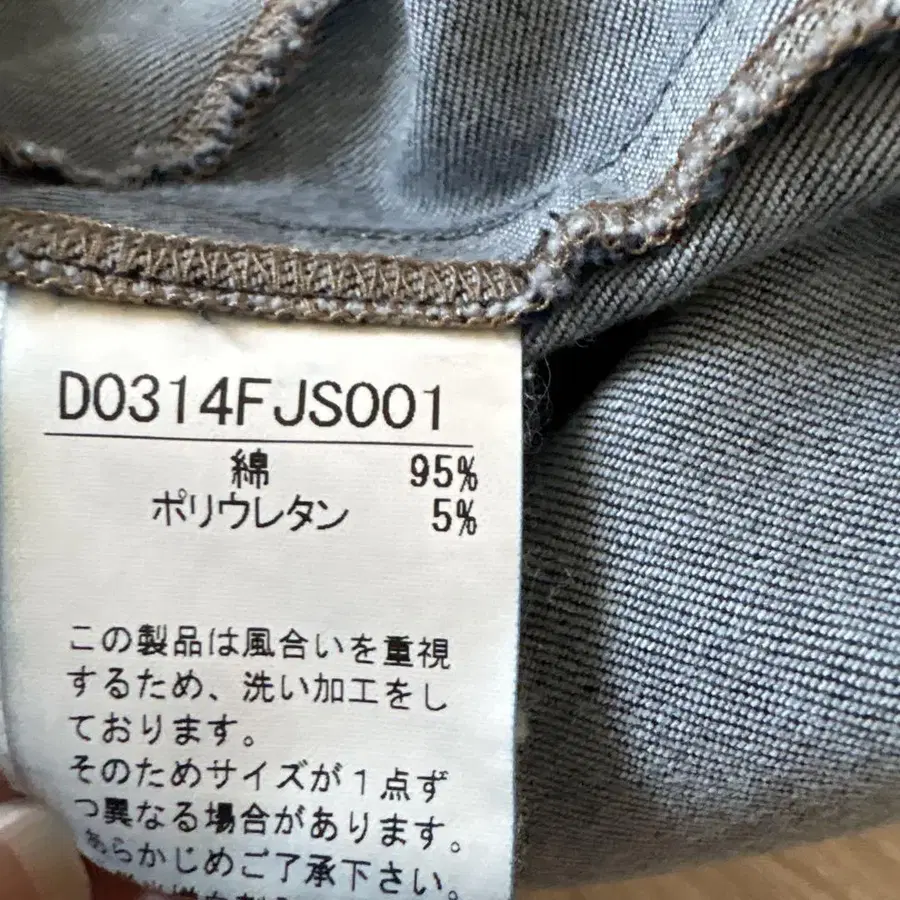 D0314FJS001
綿 95%
ポリウレタン 5%
この製品は風合いを重視
するため、洗い加工をし
ております。
そのためサイズが1点ず
つ異なる場合があります。
あらかじめご了承下さい。